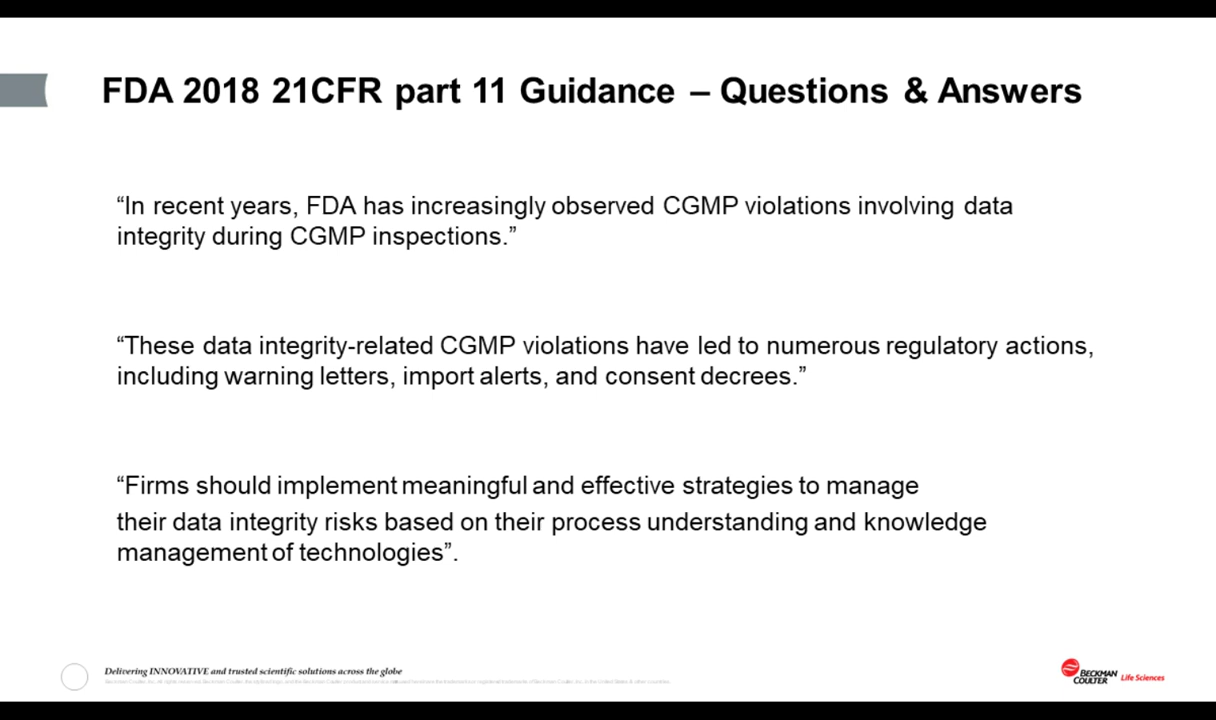 FDA 2018 21CFR part 11 Guidance – Questions & Answers
“In recent years, FDA has increasingly observed CGMP violations involving data
integrity during CGMP inspections.”
“These data integrity-related CGMP violations have led to numerous regulatory actions,
including warning letters, import alerts, and consent decrees.”
“Firms should implement meaningful and effective strategies to manage
their data integrity risks based on their process understanding and knowledge
management of technologies”.
Delivering INNOVATIVE and trusted scientific solutions across the globe
BECKMAN
COULTER Life Sciences